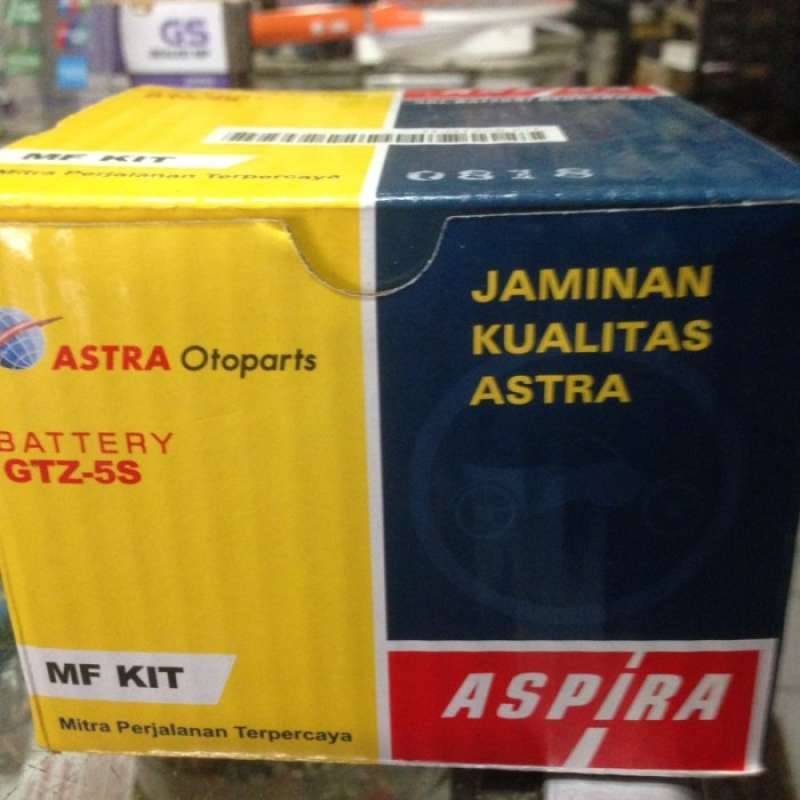 GS
MF KIT
Mitra Perjalanan Terpercaya
0818
JAMINAN
KUALITAS
ASTRA
ASTRA Otoparts
BATTERY
GTZ-5S
MF KIT
Mitra Perjalanan Terpercaya
ASPIRA